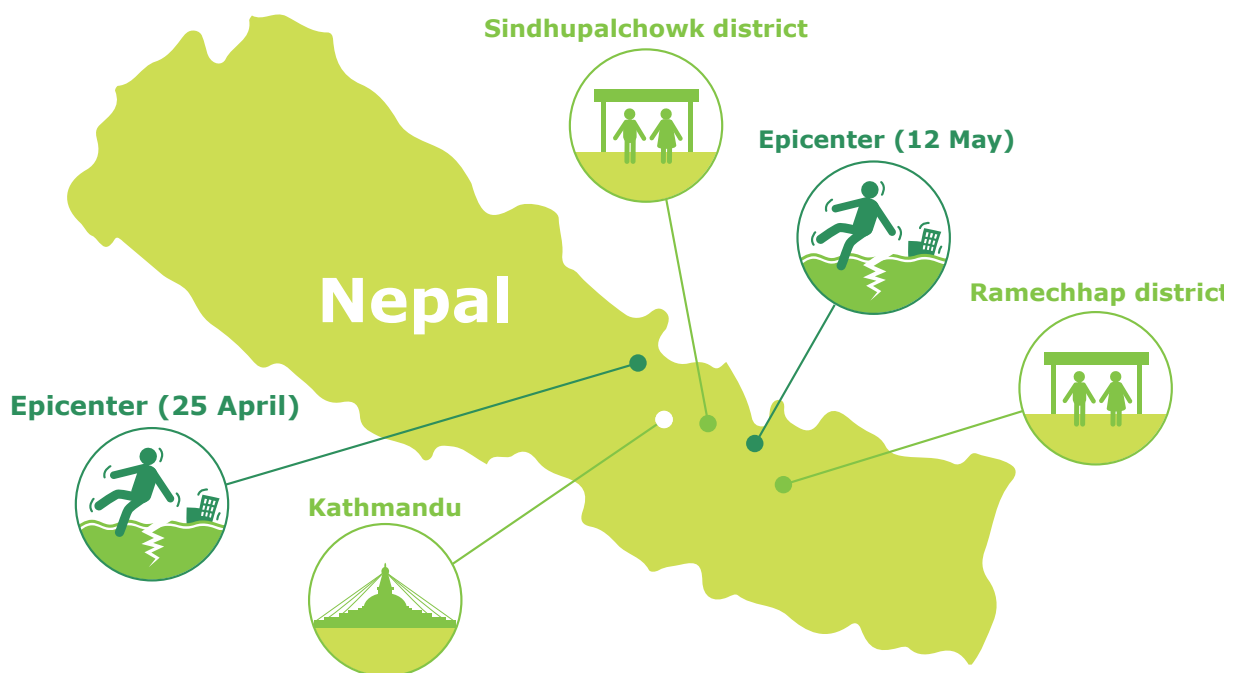 Sindhupalchowk district
Epicenter (12 May)
Nepal
Ramechhap district
Epicenter (25 April)
Kathmandu